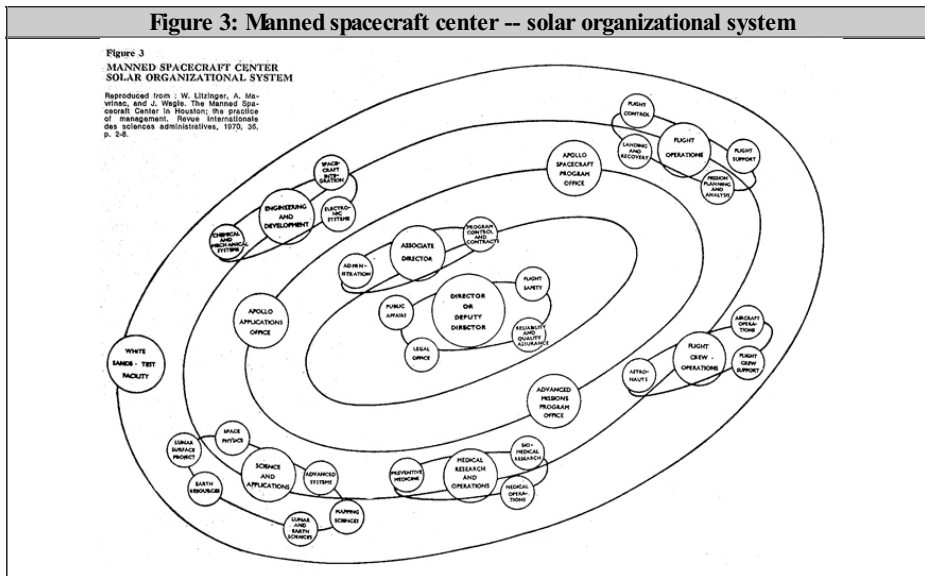 Figure 3: Manned spacecraft center -- solar organizational system
Figure 3
MANNED SPACECRAFT CENTER
SOLAR ORGANIZATIONAL SYSTEM
Reproduced from : W. Litzinger, A. Ma-
vrinac, and J. Wagle. The Manned Spa-
cecraft Center in Houston; the practice
of management. Revue internationale
des sciences administratives, 1970, 36,
p. 2-8.
FLIGHT
CONTROL
FLIGHT
OPERATIONS
LANDING
AND
RECOVERY
FLIGHT
SUPPORT
MISSION
PLANNING
AND
ANALYSIS
APOLLO
SPACECRAFT
PROGRAM
OFFICE
SPACE-
CRAFT
INTE-
GRATION
ENGINEERING
AND
DEVELOPMENT
ELECTRO-
NIC
SYSTEMS
CHEMICAL
AND
MECHANICAL
SYSTEMS
PROGRAM
CONTROL
AND
CONTRACTS
ASSOCIATE
DIRECTOR
ADMIN-
ISTRATION
FLIGHT
SAFETY
DIRECTOR
OR
DEPUTY
DIRECTOR
PUBLIC
AFFAIRS
RELIABILITY
AND
QUALITY
ASSURANCE
LEGAL
OFFICE
APOLLO
APPLICATIONS
OFFICE
WHITE
SANDS - TEST
FACILITY
AIRCRAFT
OPERA-
TIONS
FLIGHT
CREW -
OPERATIONS
FLIGHT
CREW
SUPPORT
ASTRO-
NAUTS
ADVANCED
MISSIONS
PROGRAM
OFFICE
SPACE
PHYSICS
LUNAR
SURFACE
PROJECT
SCIENCE
AND
APPLICATIONS
ADVANCED
SYSTEMS
EARTH
RESOURCES
LUNAR
AND
EARTH
SCIENCES
MAPPING
SCIENCES
BIO-
MEDICAL
RESEARCH
MEDICAL
RESEARCH
AND
OPERATIONS
PREVENTIVE
MEDICINE
MEDICAL
OPERA-
TIONS